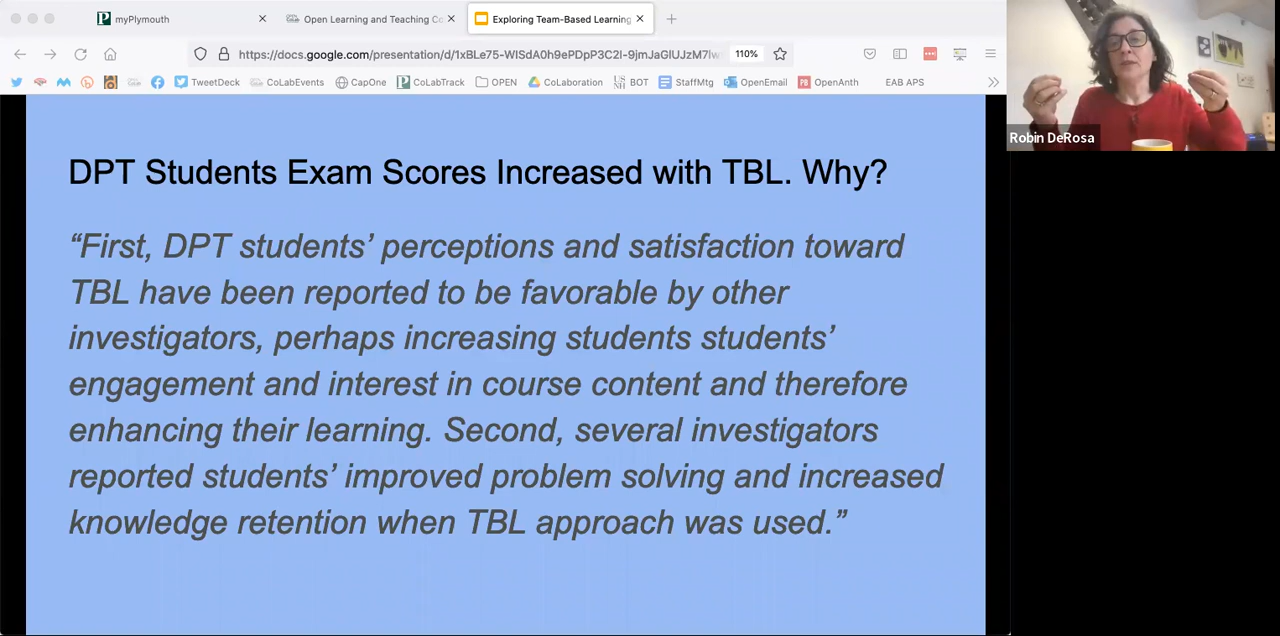 myPlymouth
Open Learning and Teaching Co
Exploring Team-Based Learning
https://docs.google.com/presentation/d/1xBLe75-WISdA0h9ePDpP3C2I-9jmJaGlUJzM7lw
110%
TweetDeck
CoLabEvents
CapOne
CoLabTrack
OPEN
CoLaboration
BOT
StaffMtg
OpenEmail
OpenAnth
EAB APS
Robin DeRosa
DPT Students Exam Scores Increased with TBL. Why?
“First, DPT students’ perceptions and satisfaction toward
TBL have been reported to be favorable by other
investigators, perhaps increasing students students’
engagement and interest in course content and therefore
enhancing their learning. Second, several investigators
reported students’ improved problem solving and increased
knowledge retention when TBL approach was used.”